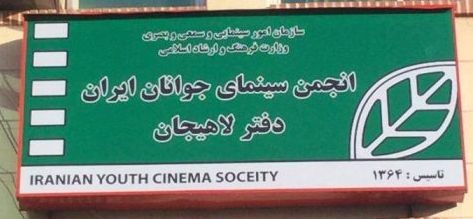 سازمان امور سینمایی و سمعی و بصری
وزارت فرهنگ و ارشاد اسلامی
انجمن سینمای جوانان ایران
دفتر لاهیجان
تاسیس : ۱۳۶۴
IRANIAN YOUTH CINEMA SOCEITY